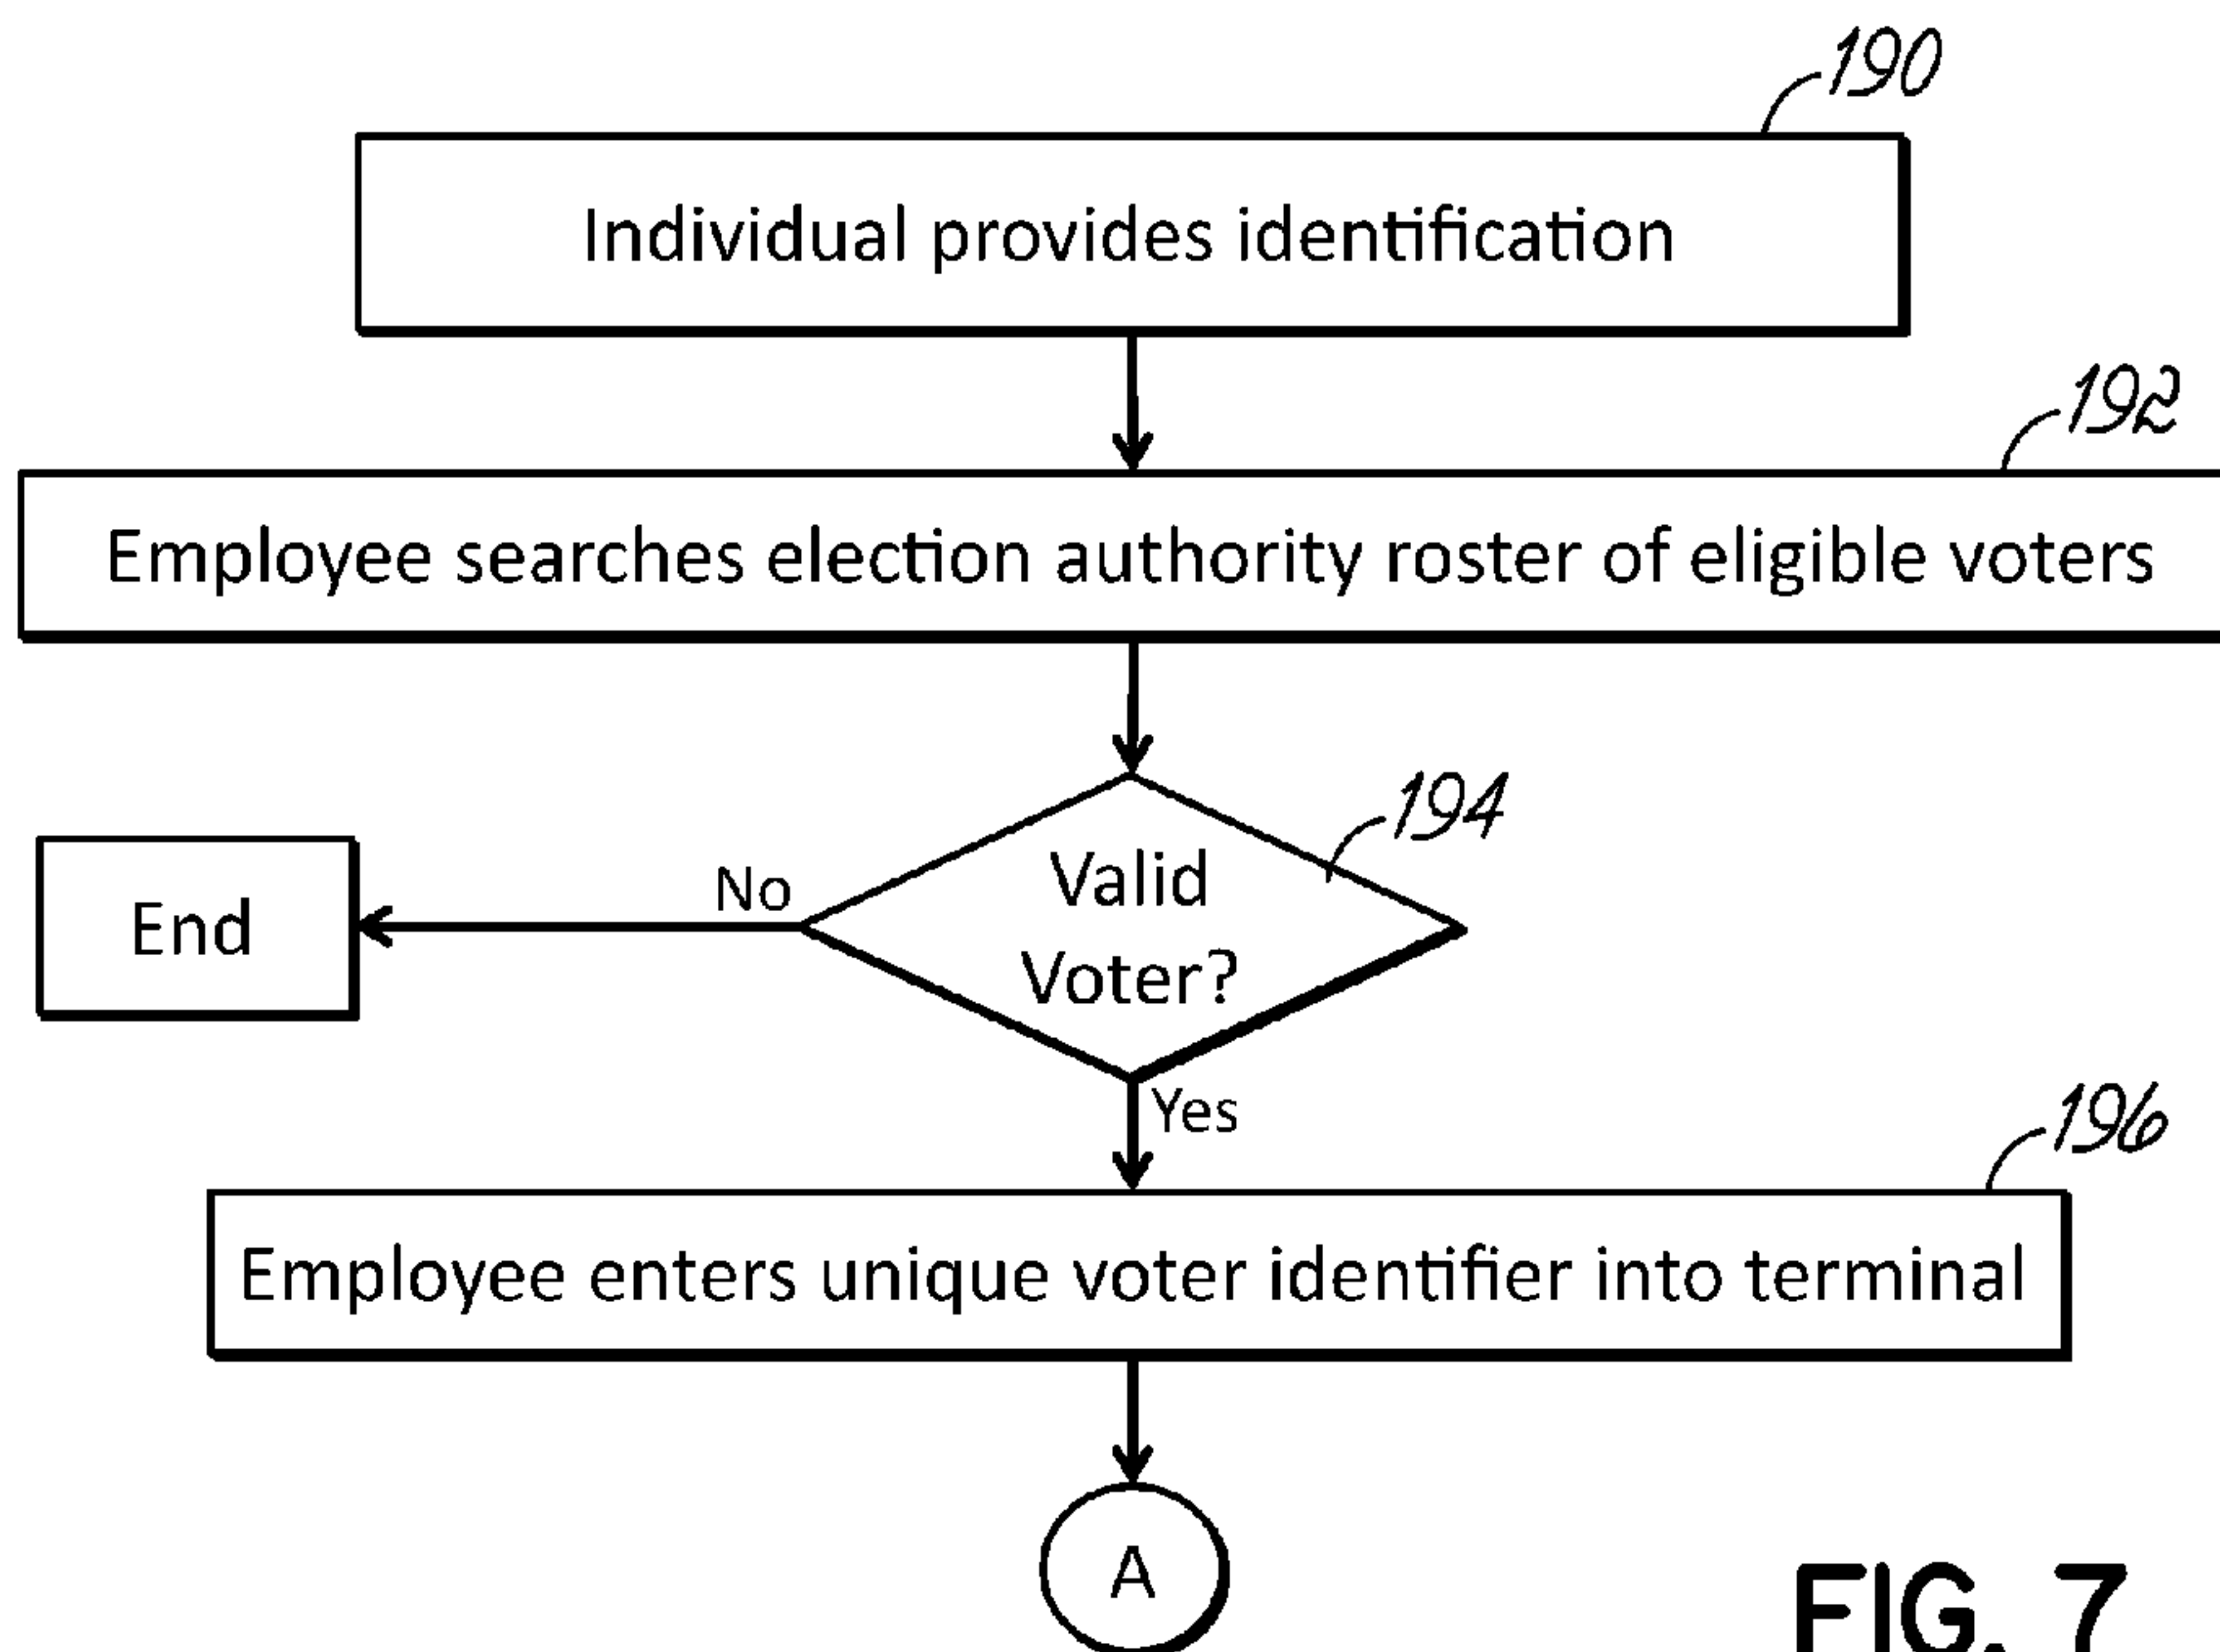 190
Individual provides identification
192
Employee searches election authority roster of eligible voters
194
Valid
Voter?
No
End
Yes
196
Employee enters unique voter identifier into terminal
A
FIG. 7